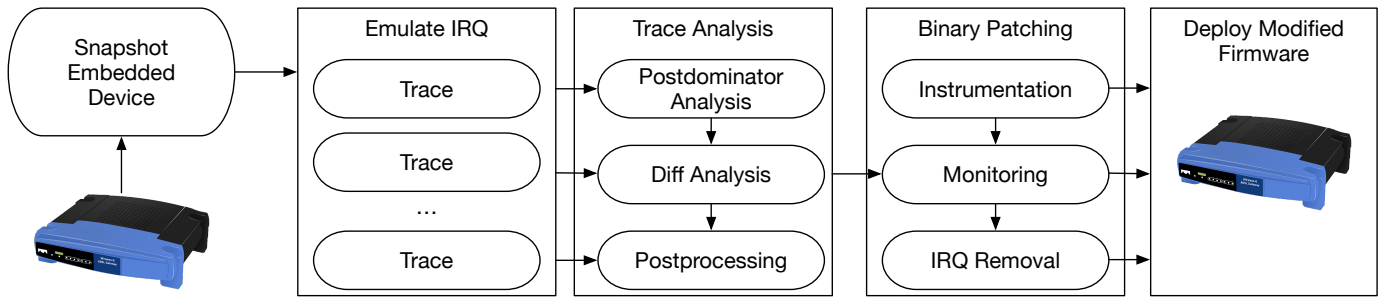 Snapshot
Embedded
Device
Emulate IRQ
Trace
Trace
...
Trace
Trace Analysis
Postdominator
Analysis
Diff Analysis
Postprocessing
Binary Patching
Instrumentation
Monitoring
IRQ Removal
Deploy Modified
Firmware